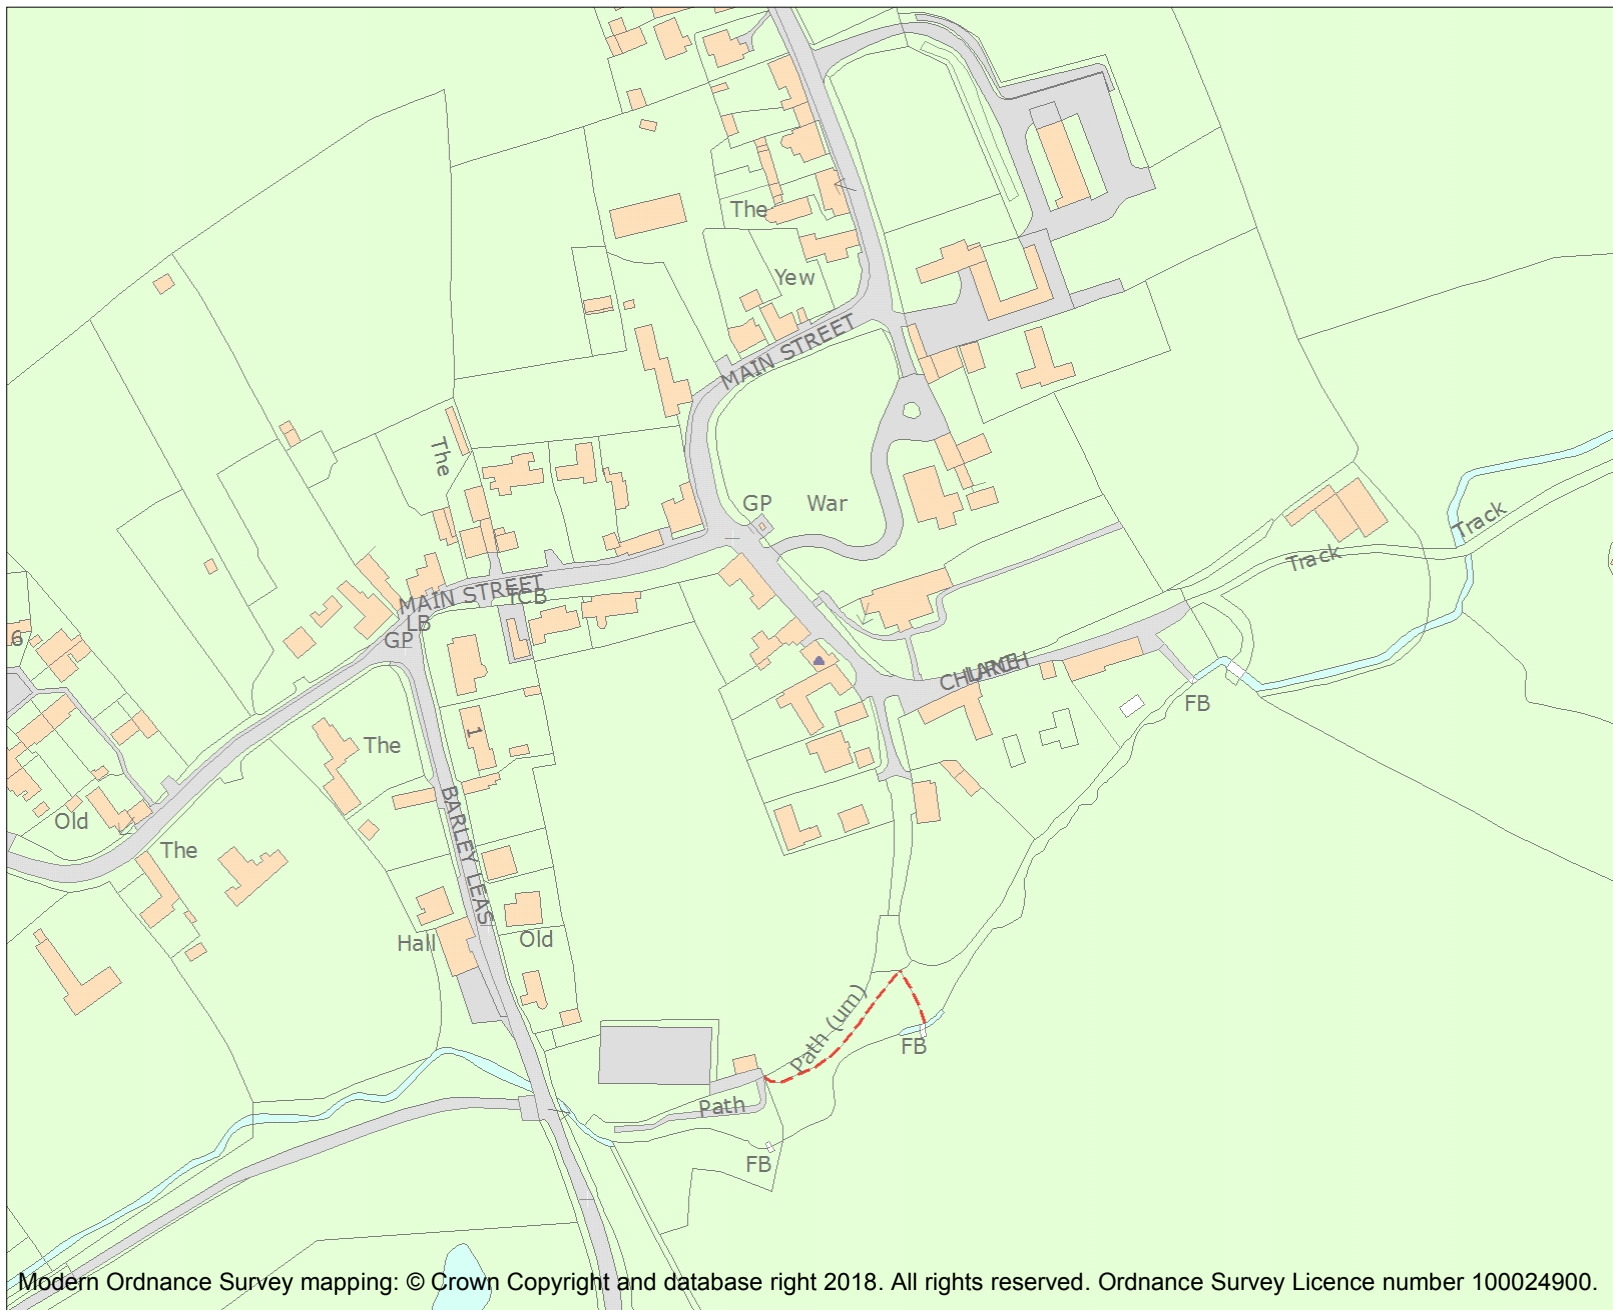 The
Yew
MAIN STREET
The
GP
War
Track
Track
MAIN STREET
TCB
LB
GP
6
CHURCH
LANE
FB
1
The
BARLEY LEAS
Old
The
Hall
Old
Path (um)
FB
Path
FB
Modern Ordnance Survey mapping: © Crown Copyright and database right 2018. All rights reserved. Ordnance Survey Licence number 100024900.